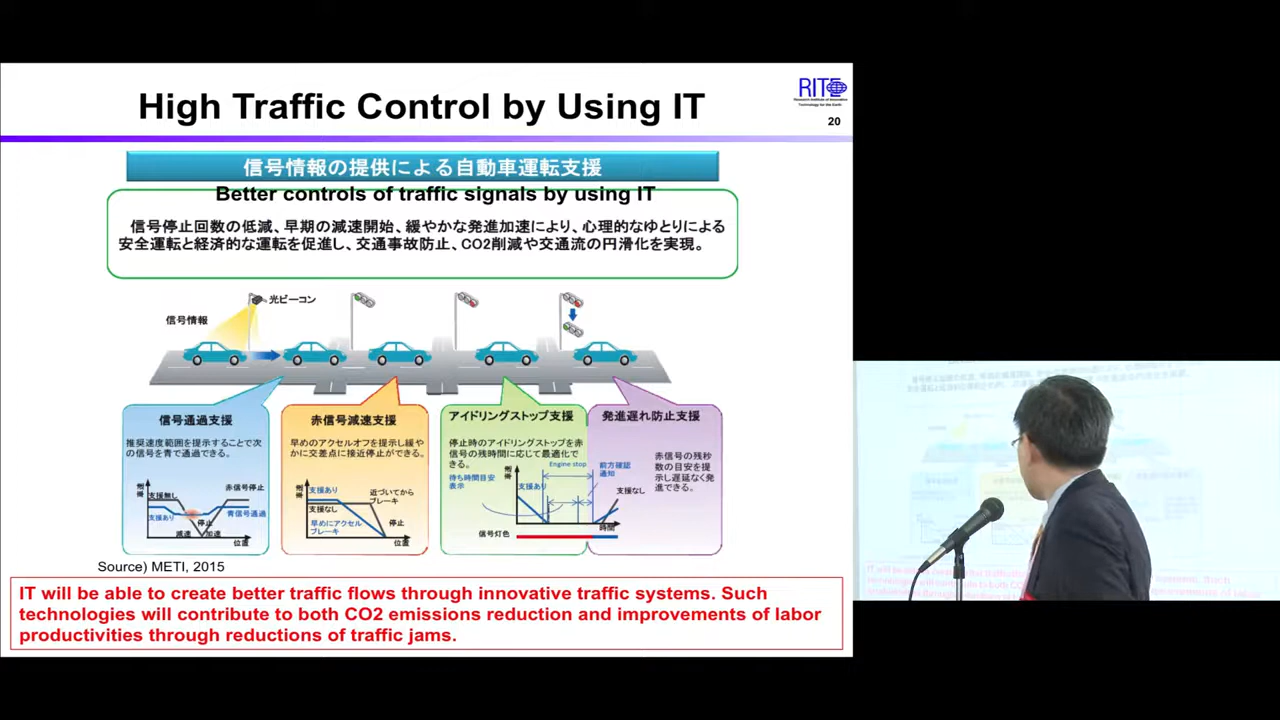 High Traffic Control by Using IT
RITE
Research Institute of Innovative
Technology for the Earth
20
信号情報の提供による自動車運転支援
Better controls of traffic signals by using IT
信号停止回数の低減、早期の減速開始、緩やかな発進加速により、心理的なゆとりによる
安全運転と経済的な運転を促進し、交通事故防止、CO2削減や交通流の円滑化を実現。
光ビーコン
信号情報
信号通過支援
推奨速度範囲を提示することで次
の信号を青で通過できる。
速度
支援無し
支援あり
赤信号停止
青信号通過
停止
減速
加速
位置
赤信号減速支援
早めのアクセルオフを提示し緩や
かに交差点に接近停止ができる。
速度
支援あり
支援なし
早めにアクセル
ブレーキ
近づいてから
ブレーキ
停止
位置
アイドリングストップ支援
停止時のアイドリングストップを赤
信号の残時間に応じて最適化で
きる。
Engine stop
待ち時間目安
表示
速度
支援あり
前方確認
通知
支援なし
時間
信号灯色
発進遅れ防止支援
赤信号の残秒
数の目安を提
示し遅延なく発
進できる。
Source) METI, 2015
IT will be able to create better traffic flows through innovative traffic systems. Such
technologies will contribute to both CO2 emissions reduction and improvements of labor
productivities through reductions of traffic jams.